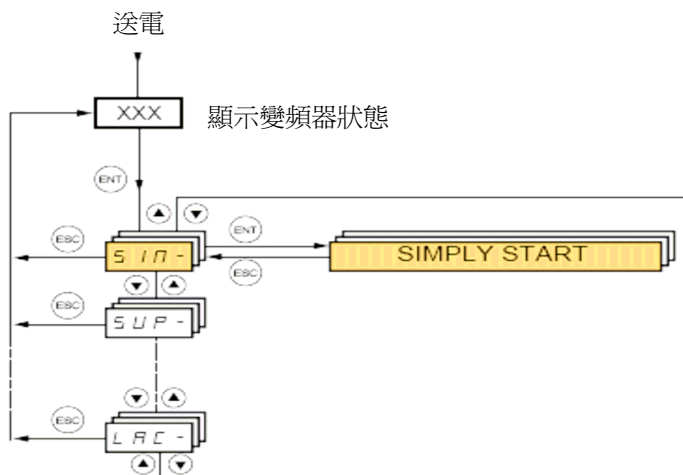 送電
XXX
顯示變頻器狀態
ENT
ESC
SIM-
ENT
SIMPLY START
ESC
ESC
SUP-
ESC
LAC-